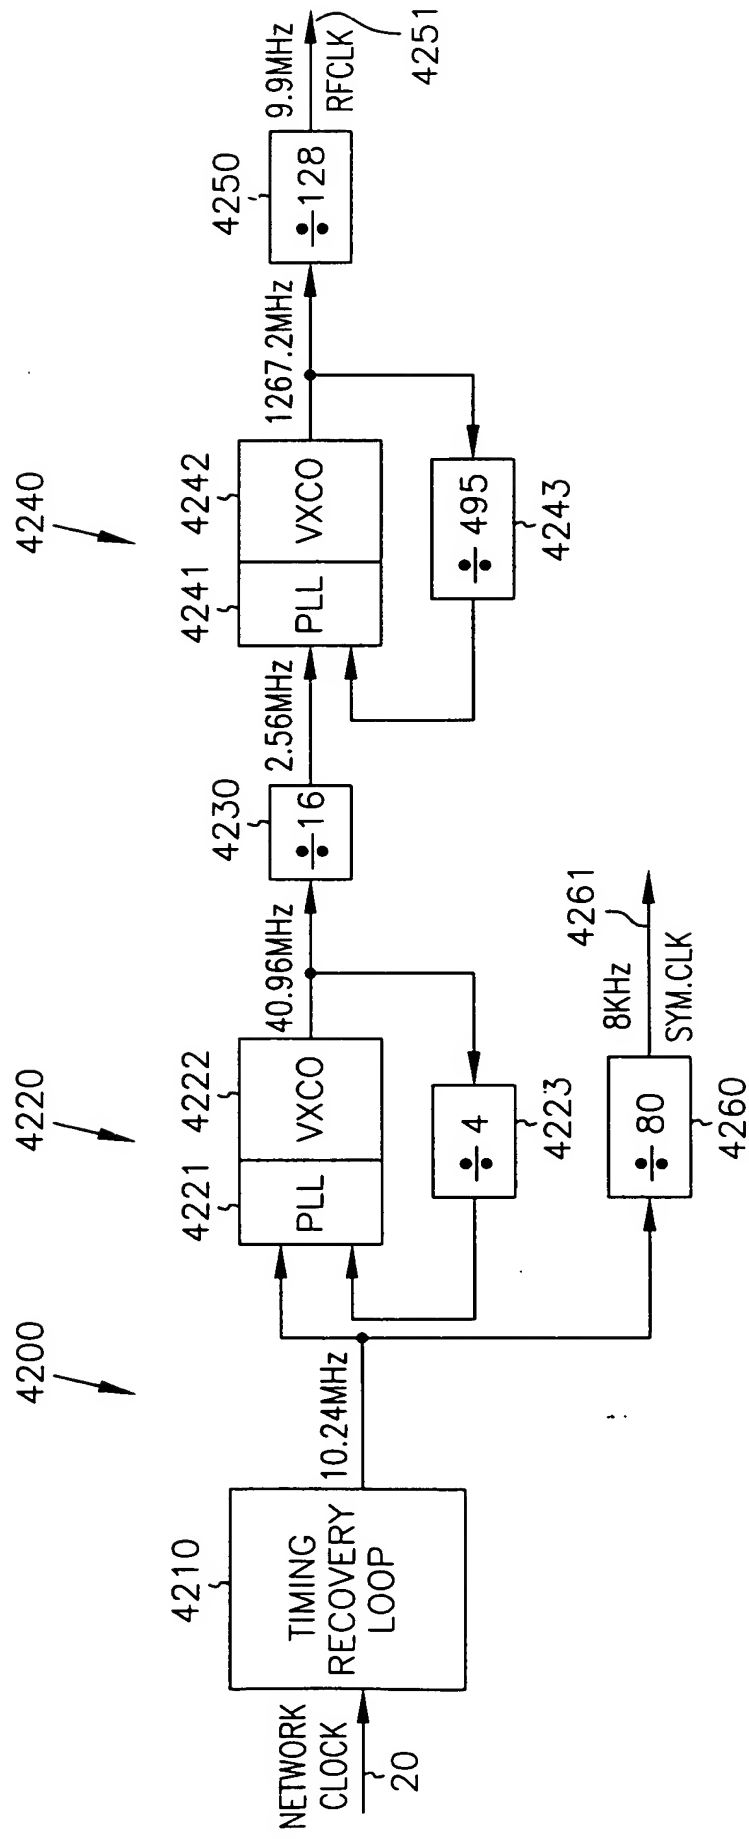 4200
4220
4240
NETWORK
CLOCK
20
4210
TIMING
RECOVERY
LOOP
10.24MHz
4221
4222
PLL
VXCO
÷4
4223
40.96MHz
÷80
4260
8KHz
SYM.CLK
4261
4230
÷16
2.56MHz
4241
4242
PLL
VXCO
÷495
4243
1267.2MHz
4250
÷128
9.9MHz
RFCLK
4251